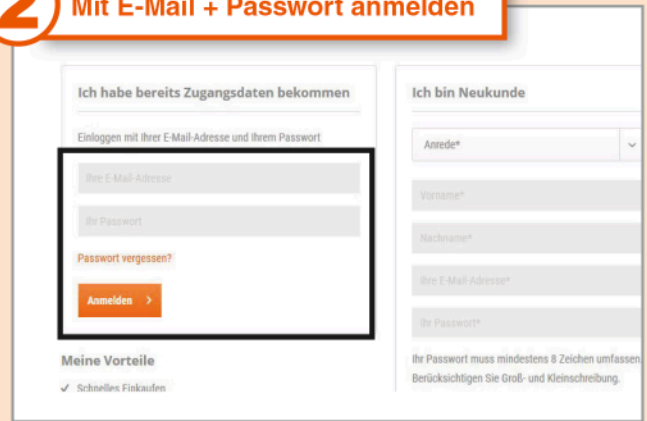 2 Mit E-Mail + Passwort anmelden
Ich habe bereits Zugangsdaten bekommen
Einloggen mit Ihrer E-Mail-Adresse und Ihrem Passwort
Ihre E-Mail-Adresse
Ihr Passwort
Passwort vergessen?
Anmelden >
Meine Vorteile
✓ Schnelles Einkaufen
Ich bin Neukunde
Anrede*
Vorname*
Nachname*
Ihre E-Mail-Adresse*
Ihr Passwort*
Ihr Passwort muss mindestens 8 Zeichen umfassen.
Berücksichtigen Sie Groß- und Kleinschreibung.